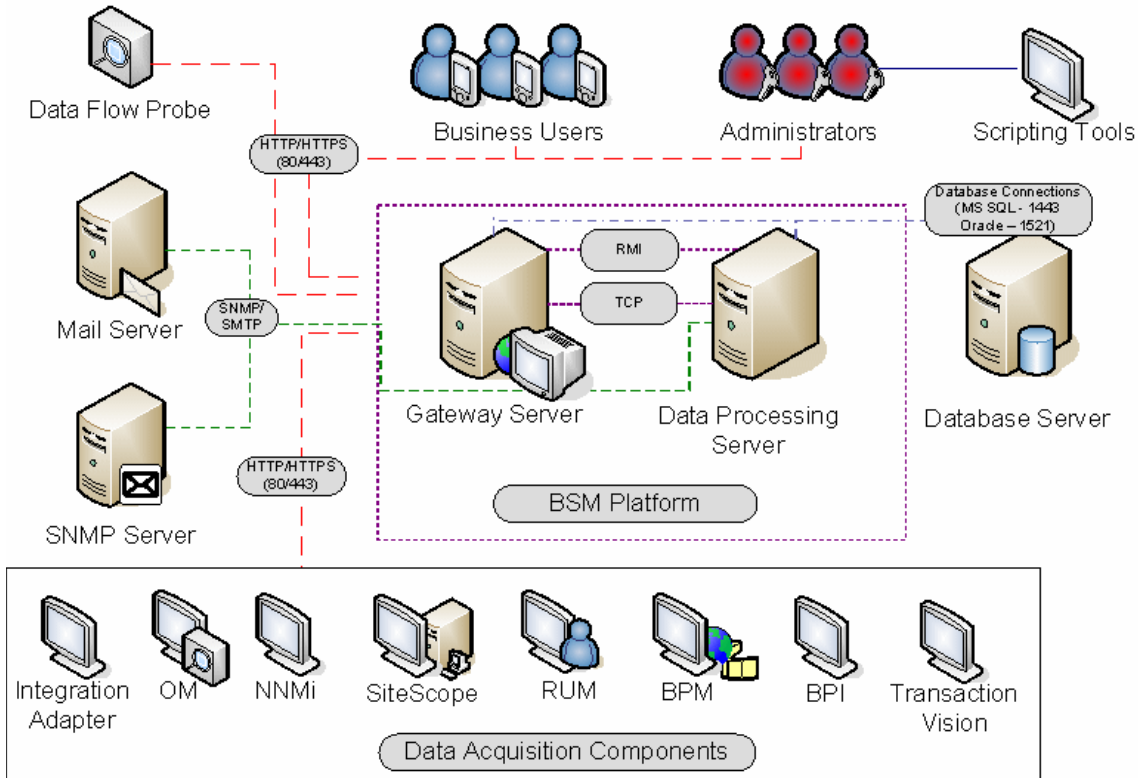 Data Flow Probe
Business Users
Administrators
Scripting Tools
HTTP/HTTPS
(80/443)
Database Connections
(MS SQL - 1443
Oracle – 1521)
RMI
TCP
Mail Server
SNMP/
SMTP
Gateway Server
Data Processing
Server
Database Server
HTTP/HTTPS
(80/443)
BSM Platform
SNMP Server
Integration
Adapter
OM
NNMi
SiteScope
RUM
BPM
BPI
Transaction
Vision
Data Acquisition Components